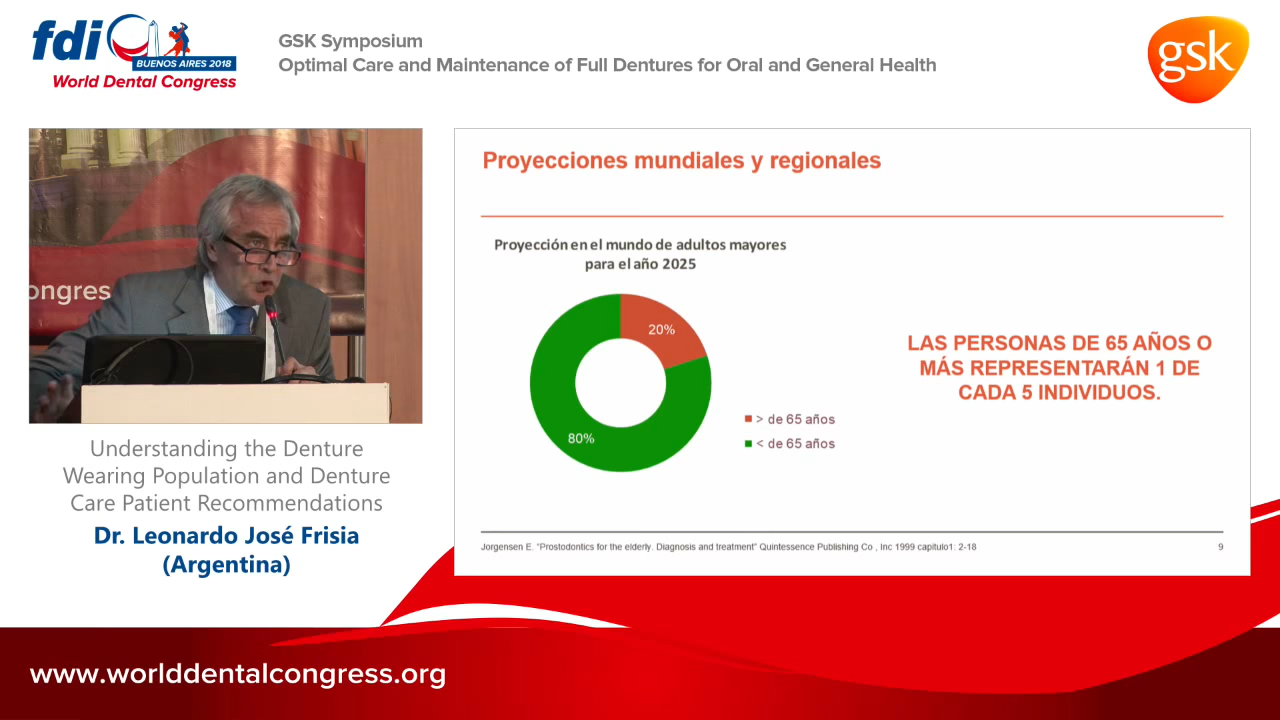 fdi
BUENOS AIRES 2018
World Dental Congress
GSK Symposium
Optimal Care and Maintenance of Full Dentures for Oral and General Health
gsk
ongres
Understanding the Denture
Wearing Population and Denture
Care Patient Recommendations
Dr. Leonardo José Frisia
(Argentina)
Proyecciones mundiales y regionales
Proyección en el mundo de adultos mayores
para el año 2025
20%
80%
> de 65 años
< de 65 años
LAS PERSONAS DE 65 AÑOS O
MÁS REPRESENTARÁN 1 DE
CADA 5 INDIVIDUOS.
Jorgensen E. "Prostodontics for the elderly. Diagnosis and treatment" Quintessence Publishing Co , Inc 1999 capitulo1: 2-18
9
www.worlddentalcongress.org